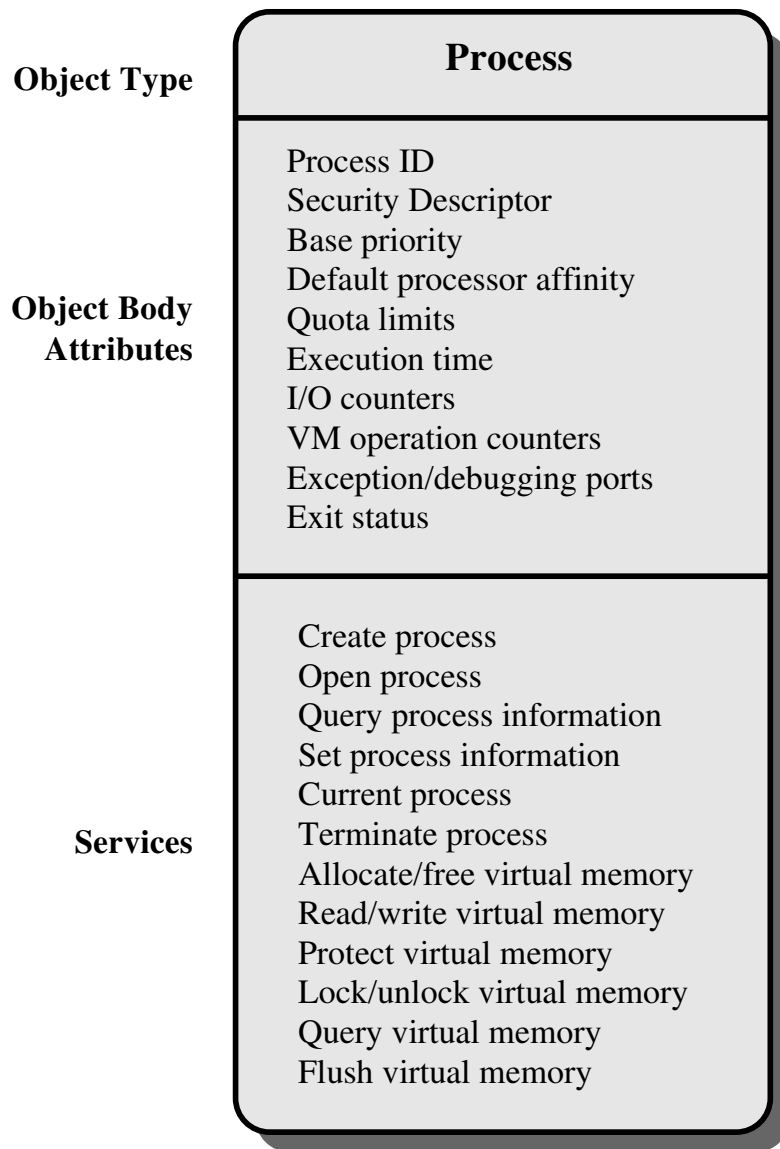 Object Type
Process
Object Body
Attributes
Process ID
Security Descriptor
Base priority
Default processor affinity
Quota limits
Execution time
I/O counters
VM operation counters
Exception/debugging ports
Exit status
Services
Create process
Open process
Query process information
Set process information
Current process
Terminate process
Allocate/free virtual memory
Read/write virtual memory
Protect virtual memory
Lock/unlock virtual memory
Query virtual memory
Flush virtual memory